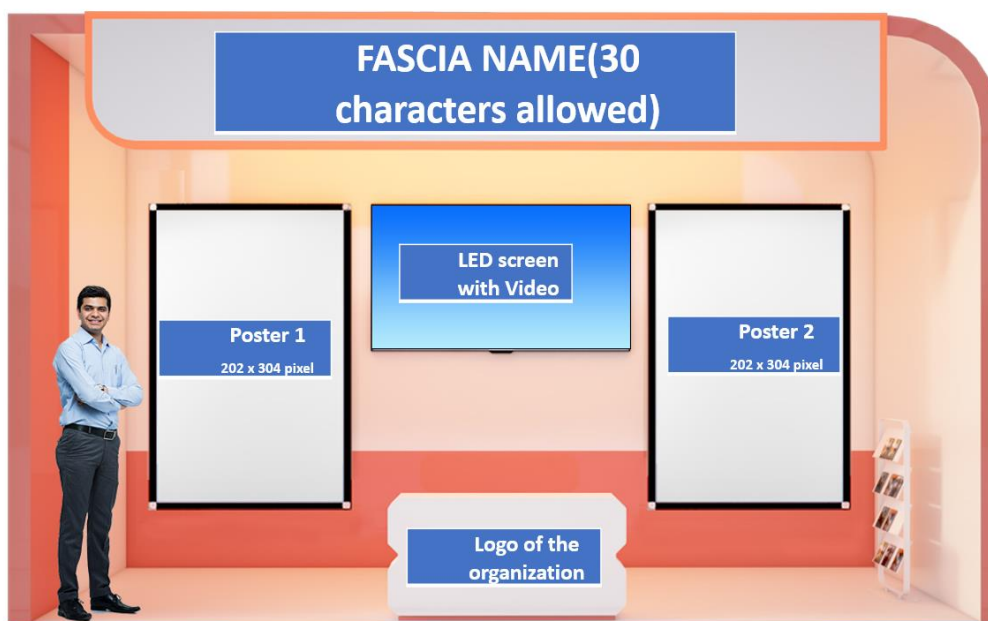 FASCIA NAME(30
characters allowed)
LED screen
with Video
Poster 1
202 x 304 pixel
Poster 2
202 x 304 pixel
Logo of the
organization